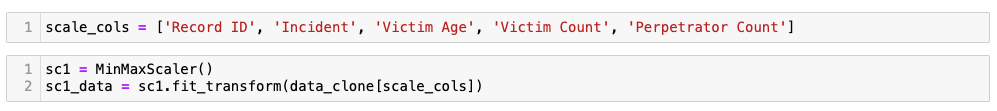 1 scale_cols = ['Record ID', 'Incident', 'Victim Age', 'Victim Count', 'Perpetrator Count']
1 sc1 = MinMaxScaler()
2 sc1_data = sc1.fit_transform(data_clone[scale_cols])